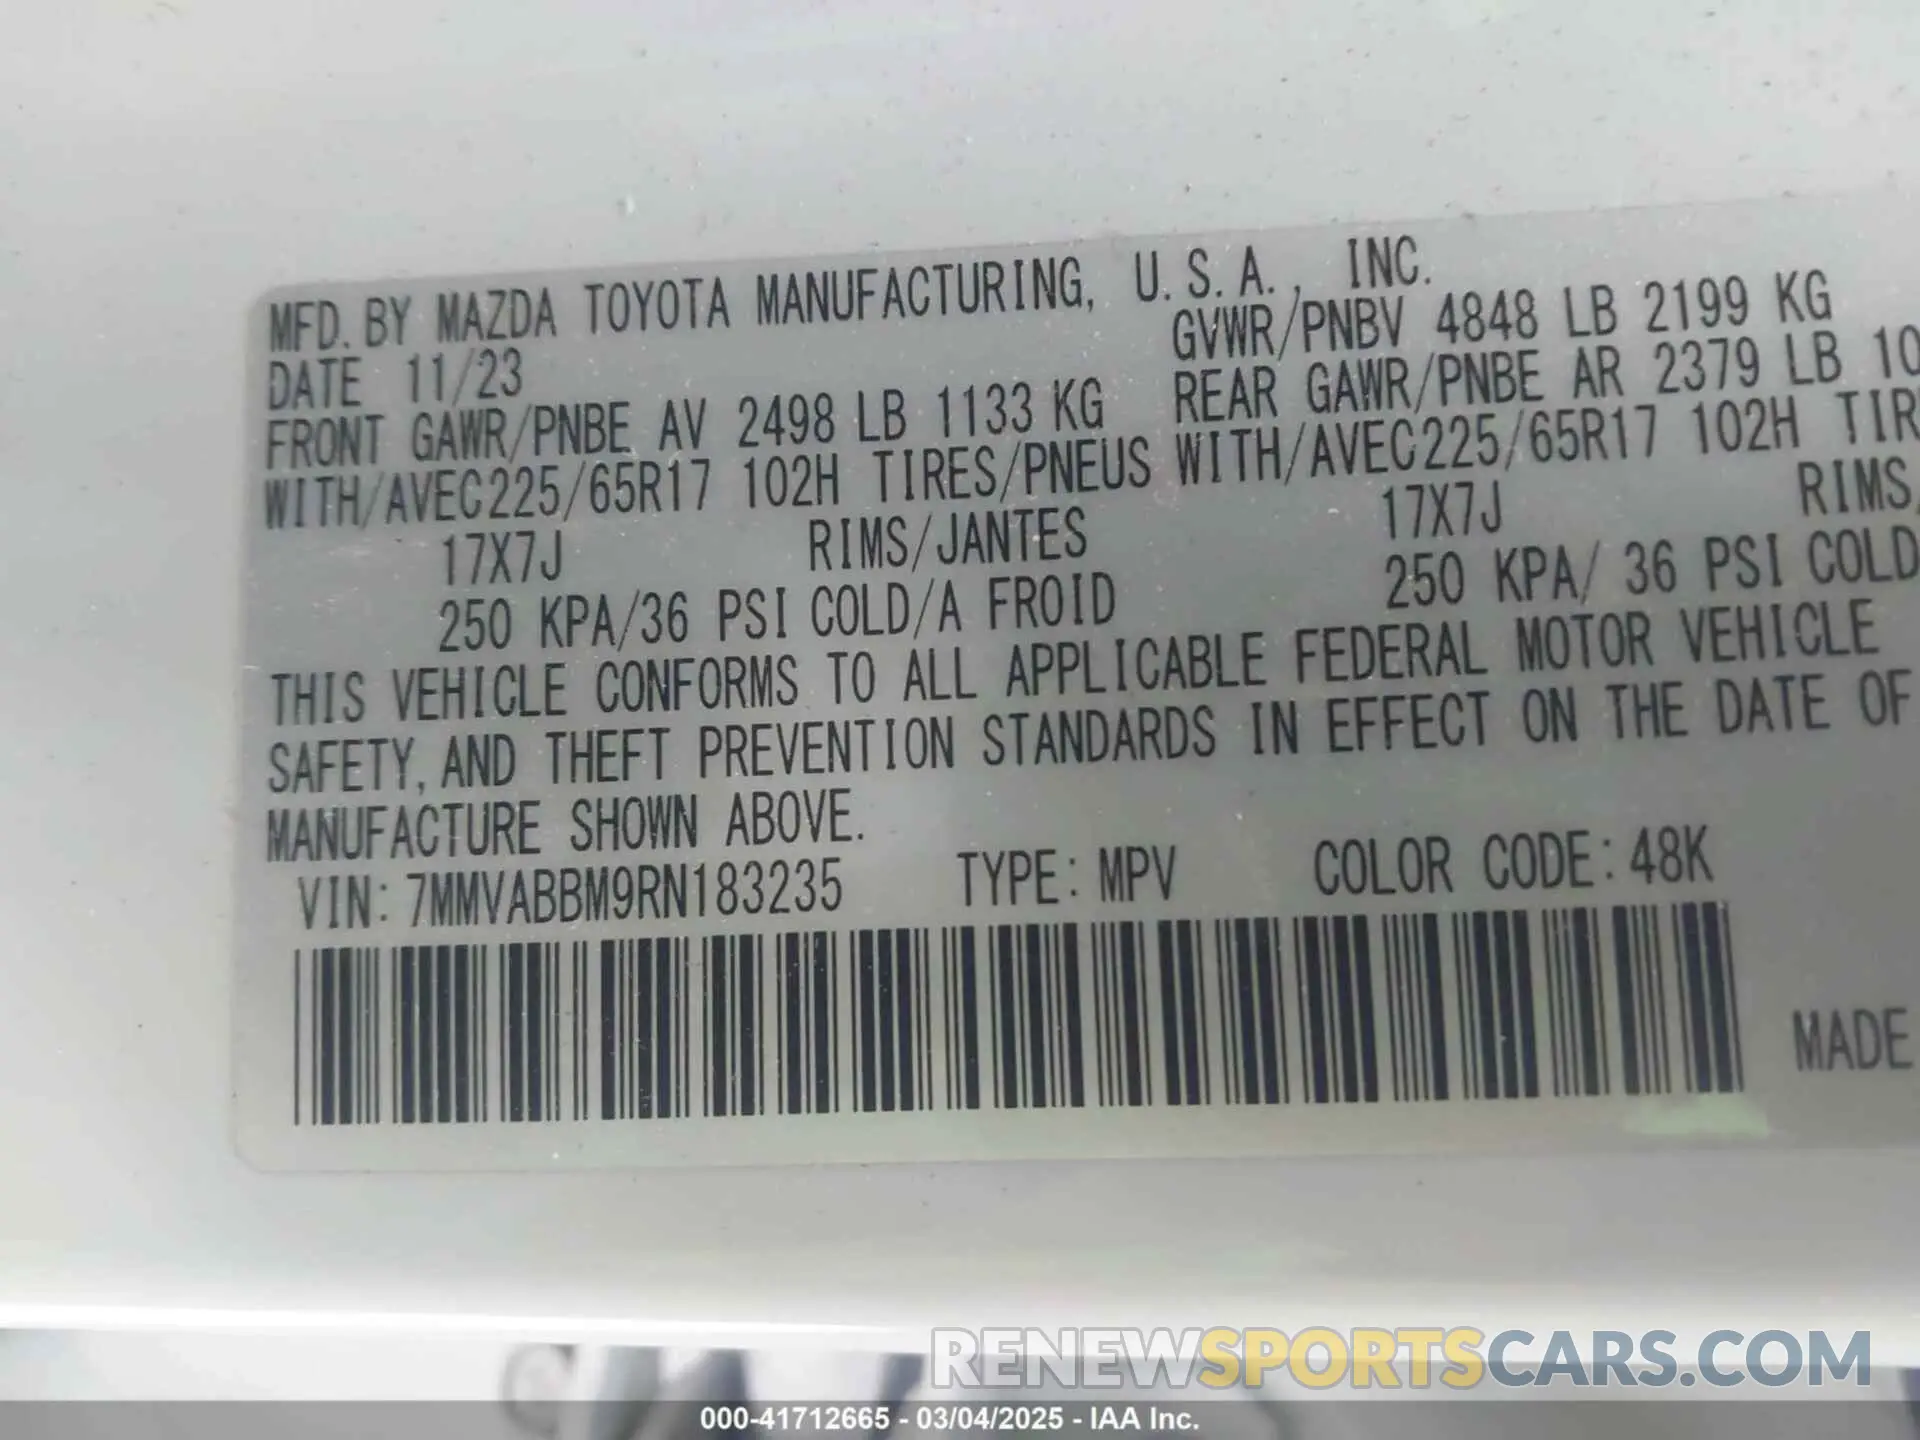 MFD. BY MAZDA TOYOTA MANUFACTURING, U.S.A., INC.
DATE 11/23 GVWR/PNBV 4848 LB 2199 KG
FRONT GAWR/PNBE AV 2498 LB 1133 KG REAR GAWR/PNBE AR 2379 LB 10
WITH/AVEC225/65R17 102H TIRES/PNEUS WITH/AVEC225/65R17 102H TIR
17X7J RIMS/JANTES 17X7J RIMS/
250 KPA/36 PSI COLD/A FROID 250 KPA/ 36 PSI COLD
THIS VEHICLE CONFORMS TO ALL APPLICABLE FEDERAL MOTOR VEHICLE
SAFETY, AND THEFT PREVENTION STANDARDS IN EFFECT ON THE DATE OF
MANUFACTURE SHOWN ABOVE.
VIN: 7MMVABBM9RN183235 TYPE: MPV COLOR CODE: 48K
MADE
RENEWSPORTSCARS.COM
000-41712665 - 03/04/2025 - IAA Inc.